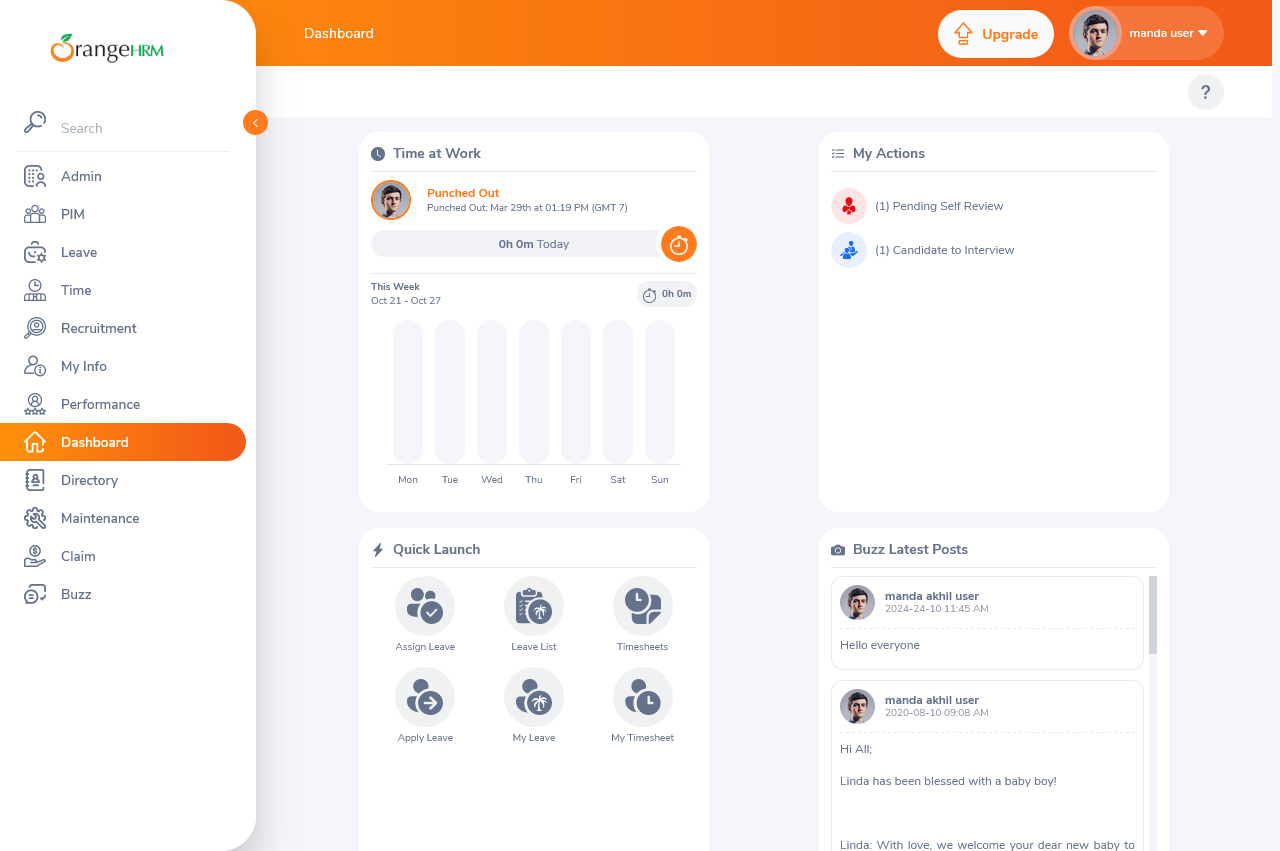 OrangeHRM
Search
Admin
PIM
Leave
Time
Recruitment
My Info
Performance
Dashboard
Directory
Maintenance
Claim
Buzz
Dashboard
Upgrade
manda user
?
Time at Work
Punched Out
Punched Out: Mar 29th at 01:19 PM (GMT 7)
0h 0m Today
This Week
Oct 21 - Oct 27
0h 0m
Mon Tue Wed Thu Fri Sat Sun
My Actions
(1) Pending Self Review
(1) Candidate to Interview
Quick Launch
Assign Leave Leave List Timesheets
Apply Leave My Leave My Timesheet
Buzz Latest Posts
manda akhil user
2024-24-10 11:45 AM
Hello everyone
manda akhil user
2020-08-10 09:08 AM
Hi All;
Linda has been blessed with a baby boy!
Linda: With love, we welcome your dear new baby to